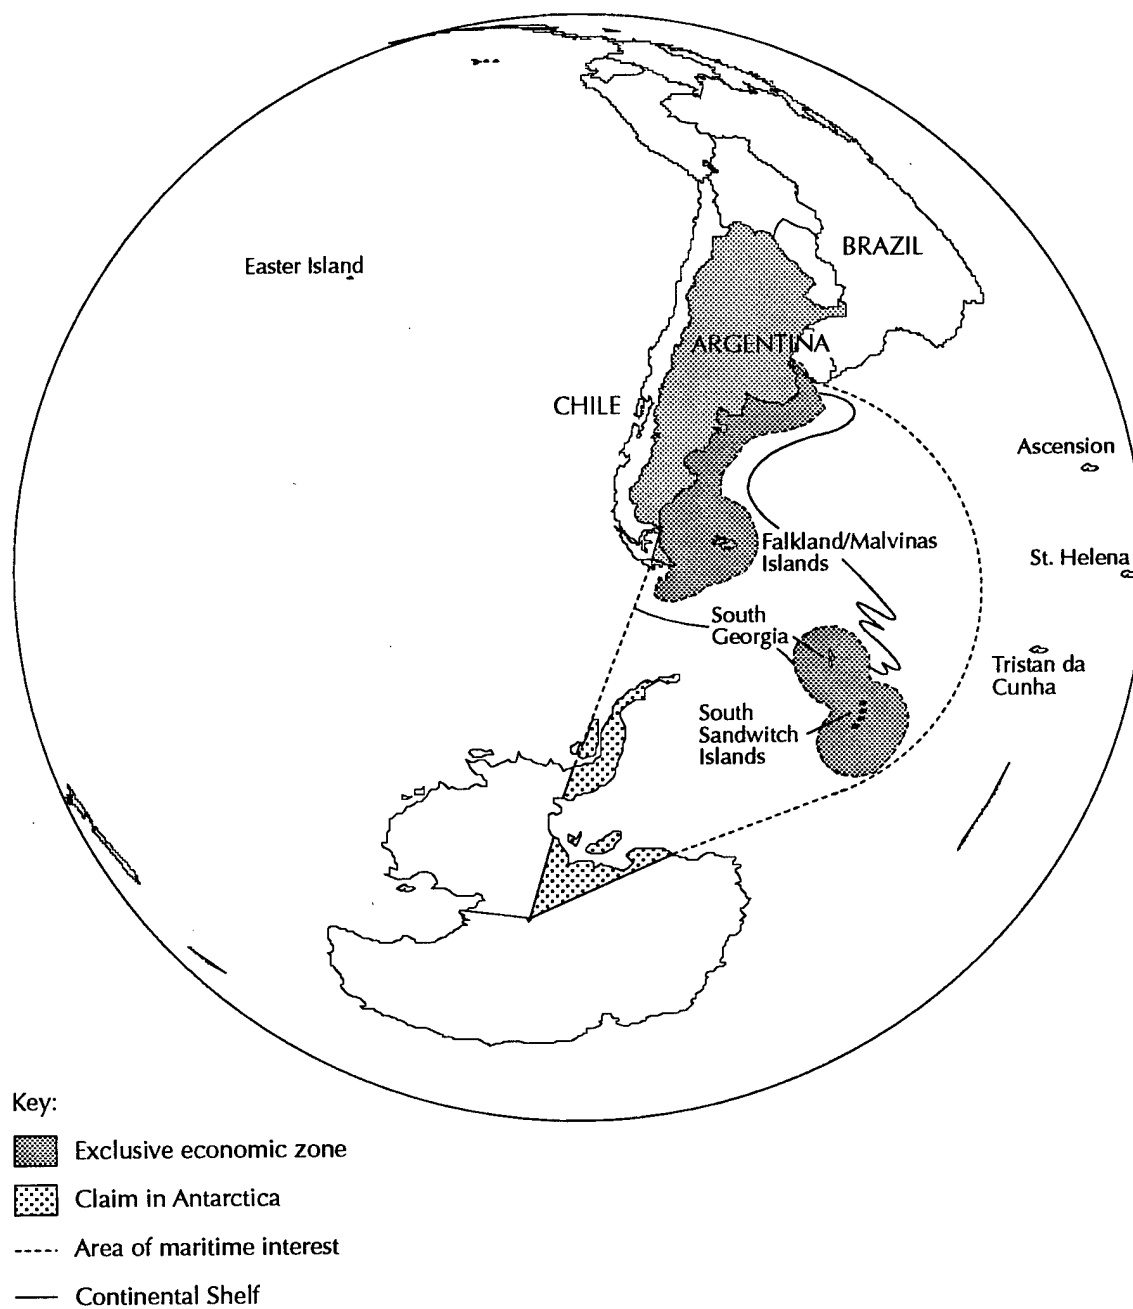 BRAZIL
Easter Island
ARGENTINA
CHILE
Ascension
Falkland/Malvinas
Islands
St. Helena
South
Georgia
Tristan da
Cunha
South
Sandwitch
Islands
Key:
Exclusive economic zone
Claim in Antarctica
Area of maritime interest
Continental Shelf